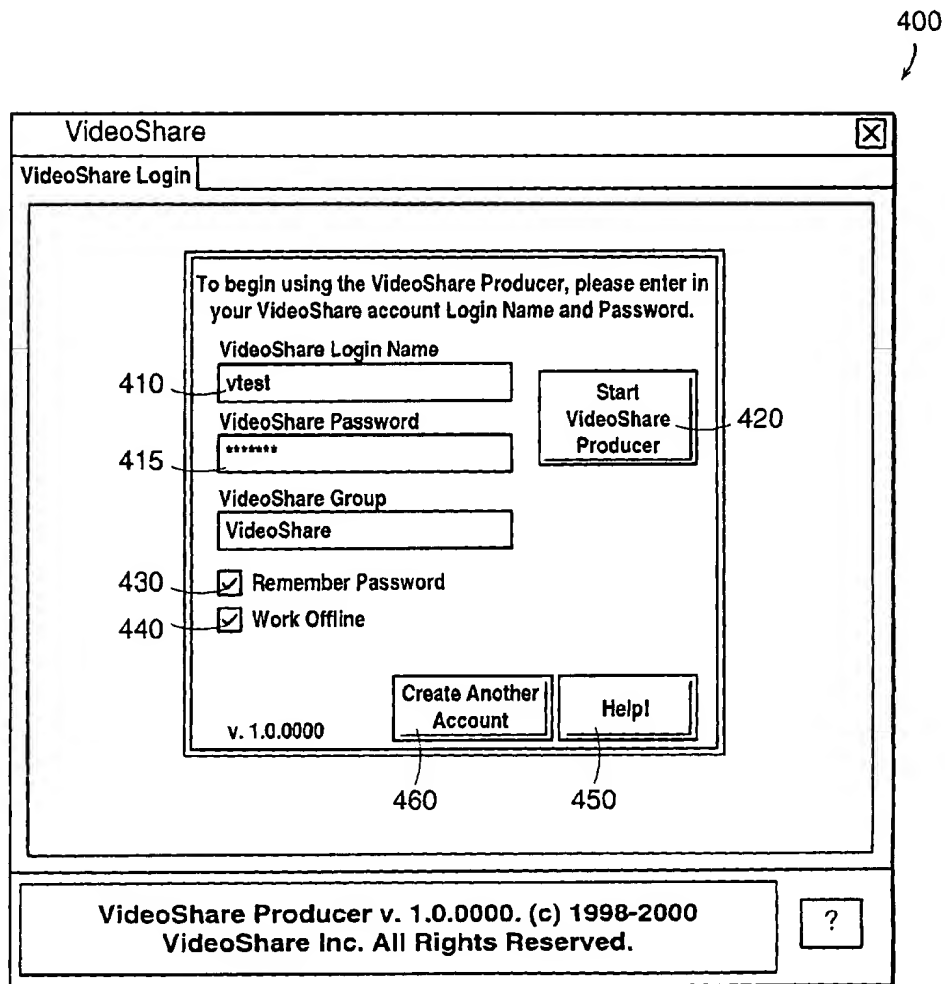 400
VideoShare
VideoShare Login
To begin using the VideoShare Producer, please enter in
your VideoShare account Login Name and Password.
VideoShare Login Name
410
vtest
Start
VideoShare
Producer
420
VideoShare Password
415
*******
VideoShare Group
VideoShare
430
Remember Password
440
Work Offline
v. 1.0.0000
Create Another
Account
Help!
460
450
VideoShare Producer v. 1.0.0000. (c) 1998-2000
VideoShare Inc. All Rights Reserved.
?